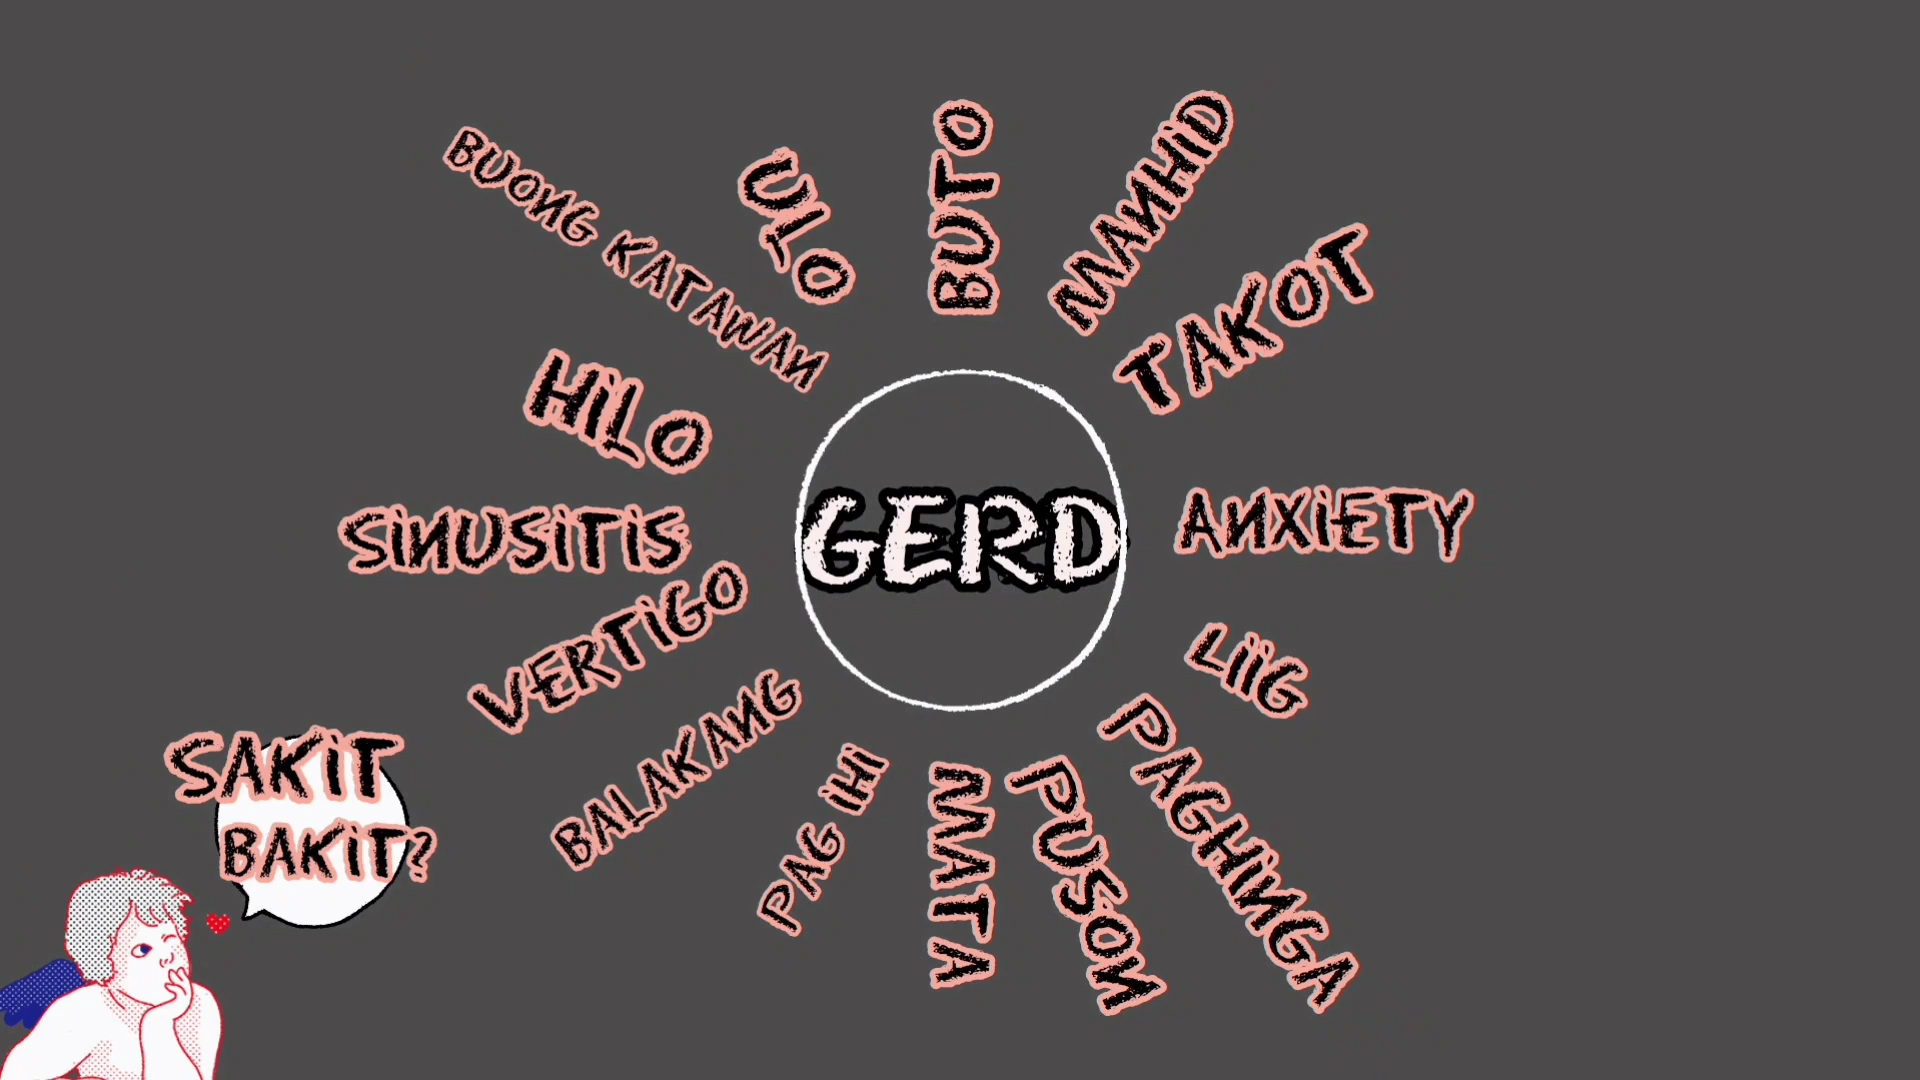 BUONG KATAWAN
ULO
BUTO
MANHID
TAKOT
HILO
SINUSITIS
GERD
ANXIETY
VERTIGO
LIIG
BALAKANG
PAG IHI
MATA
PUSON
PAGHINGA
SAKIT
BAKIT?